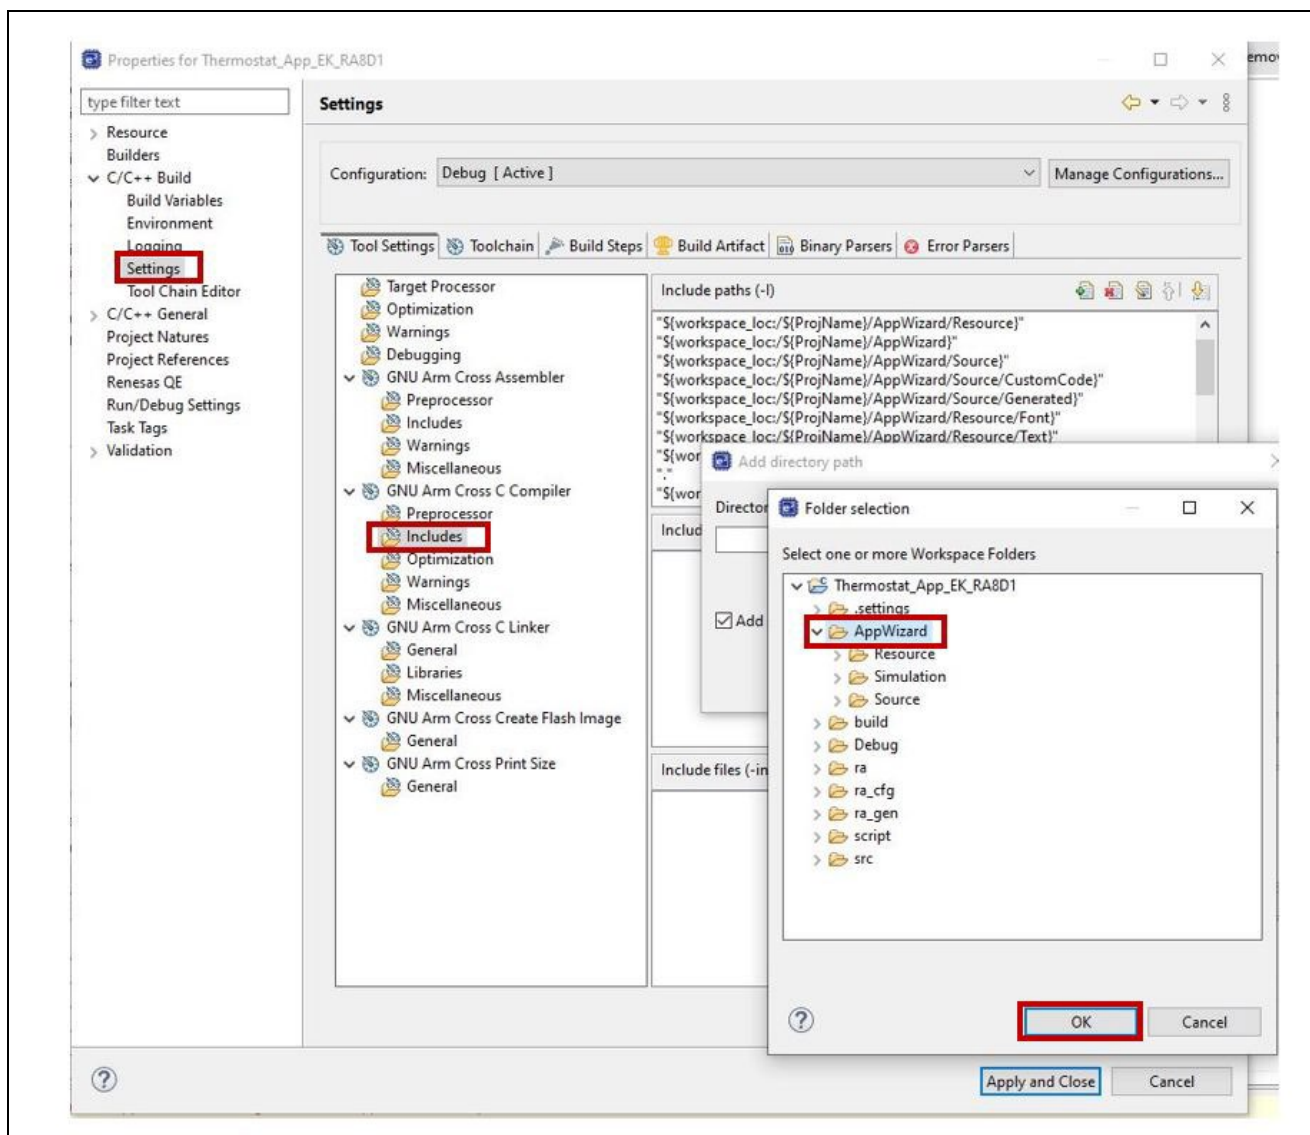 Properties for Thermostat_App_EK_RA8D1
type filter text
Resource
Builders
C/C++ Build
Build Variables
Environment
Logging
Settings
Tool Chain Editor
C/C++ General
Project Natures
Project References
Renesas QE
Run/Debug Settings
Task Tags
Validation
Settings
Configuration: Debug [ Active ] Manage Configurations...
Tool Settings Toolchain Build Steps Build Artifact Binary Parsers Error Parsers
Target Processor
Optimization
Warnings
Debugging
GNU Arm Cross Assembler
Preprocessor
Includes
Warnings
Miscellaneous
GNU Arm Cross C Compiler
Preprocessor
Includes
Optimization
Warnings
Miscellaneous
GNU Arm Cross C Linker
General
Libraries
Miscellaneous
GNU Arm Cross Create Flash Image
General
GNU Arm Cross Print Size
General
Include paths (-I)
"${workspace_loc:/${ProjName}/AppWizard/Resource}"
"${workspace_loc:/${ProjName}/AppWizard}"
"${workspace_loc:/${ProjName}/AppWizard/Source}"
"${workspace_loc:/${ProjName}/AppWizard/Source/CustomCode}"
"${workspace_loc:/${ProjName}/AppWizard/Source/Generated}"
"${workspace_loc:/${ProjName}/AppWizard/Resource/Font}"
"${workspace_loc:/${ProjName}/AppWizard/Resource/Text}"
"${wor
"."
"${wor
Includ
Include files (-in
Add directory path
Director
Add
Folder selection
Select one or more Workspace Folders
Thermostat_App_EK_RA8D1
.settings
AppWizard
Resource
Simulation
Source
build
Debug
ra
ra_cfg
ra_gen
script
src
OK Cancel
Apply and Close Cancel